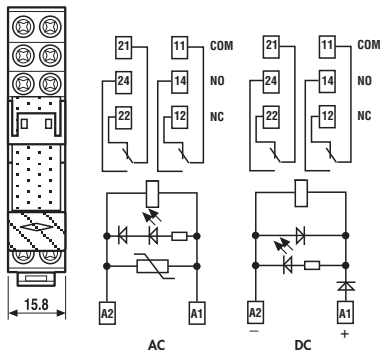 21 11 COM 21 11 COM
24 14 NO 24 14 NO
22 12 NC 22 12 NC
A2 A1 A2 A1
− +
15.8
AC DC